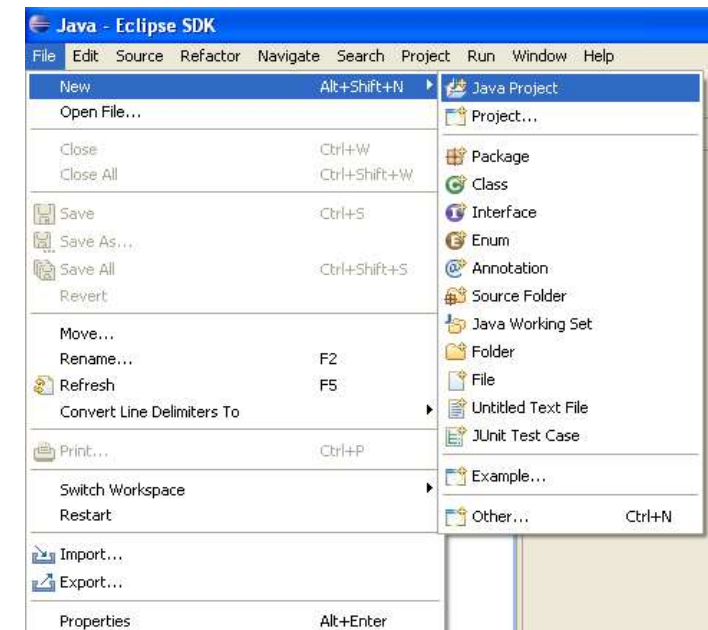 Java - Eclipse SDK
File Edit Source Refactor Navigate Search Project Run Window Help
New Alt+Shift+N
Open File...
Close Ctrl+W
Close All Ctrl+Shift+W
Save Ctrl+S
Save As...
Save All Ctrl+Shift+S
Revert
Move...
Rename... F2
Refresh F5
Convert Line Delimiters To
Print... Ctrl+P
Switch Workspace
Restart
Import...
Export...
Properties Alt+Enter
Java Project
Project...
Package
Class
Interface
Enum
Annotation
Source Folder
Java Working Set
Folder
File
Untitled Text File
JUnit Test Case
Example...
Other... Ctrl+N